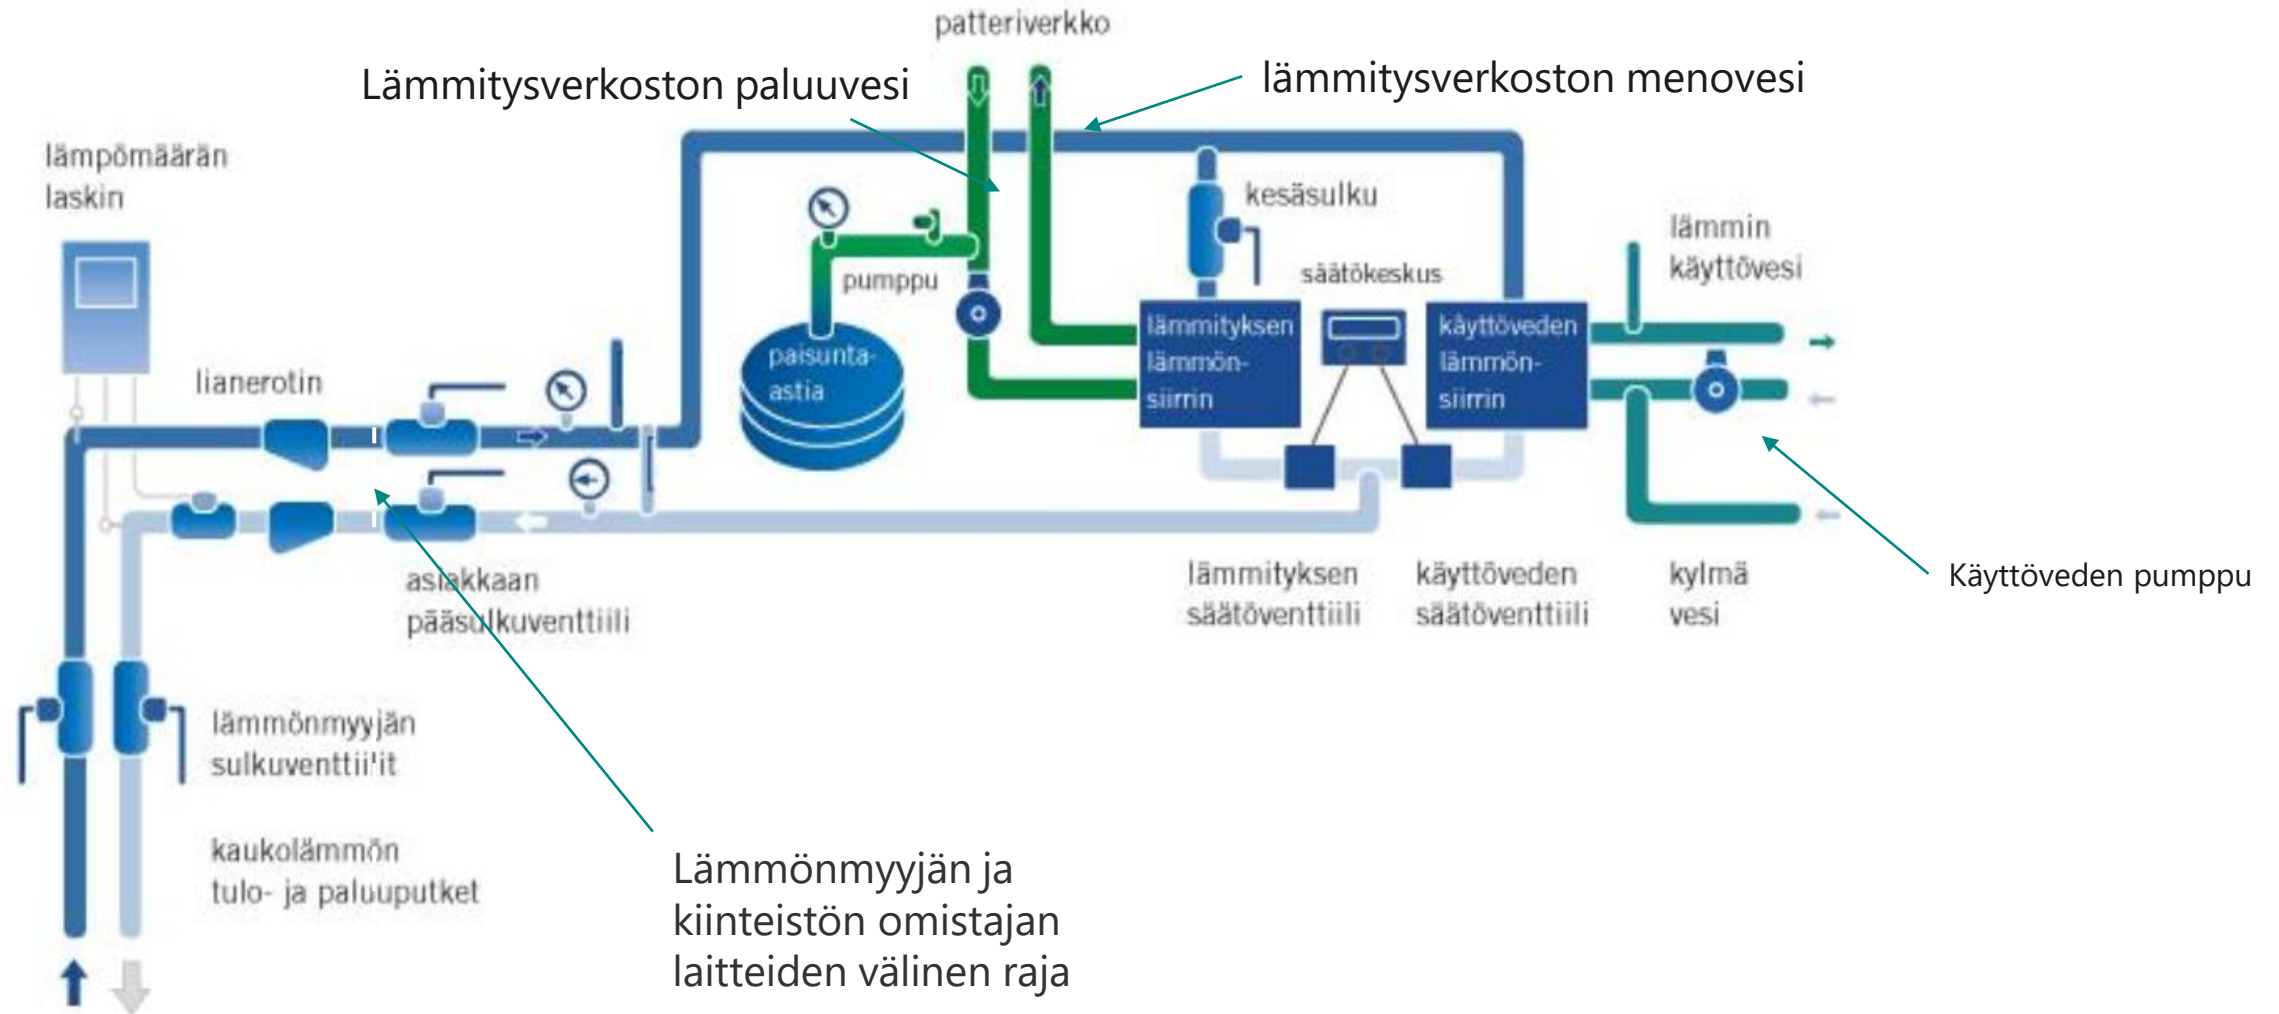 patteriverkko
Lämmitysverkoston paluuvesi
lämmitysverkoston menovesi
lämpömäärän
laskin
kesäsulku
lämmin
käyttövesi
pumppu
säätökeskus
lämmityksen
lämmön-
siirrin
käyttöveden
lämmön-
siirrin
paisunta-
astia
lianerotin
asiakkaan
pääsulkuventtiili
lämmityksen
säätöventtiili
käyttöveden
säätöventtiili
kylmä
vesi
Käyttöveden pumppu
lämmönmyyjän
sulkuventtiilit
kaukolämmön
tulo- ja paluuputket
Lämmönmyyjän ja
kiinteistön omistajan
laitteiden välinen raja